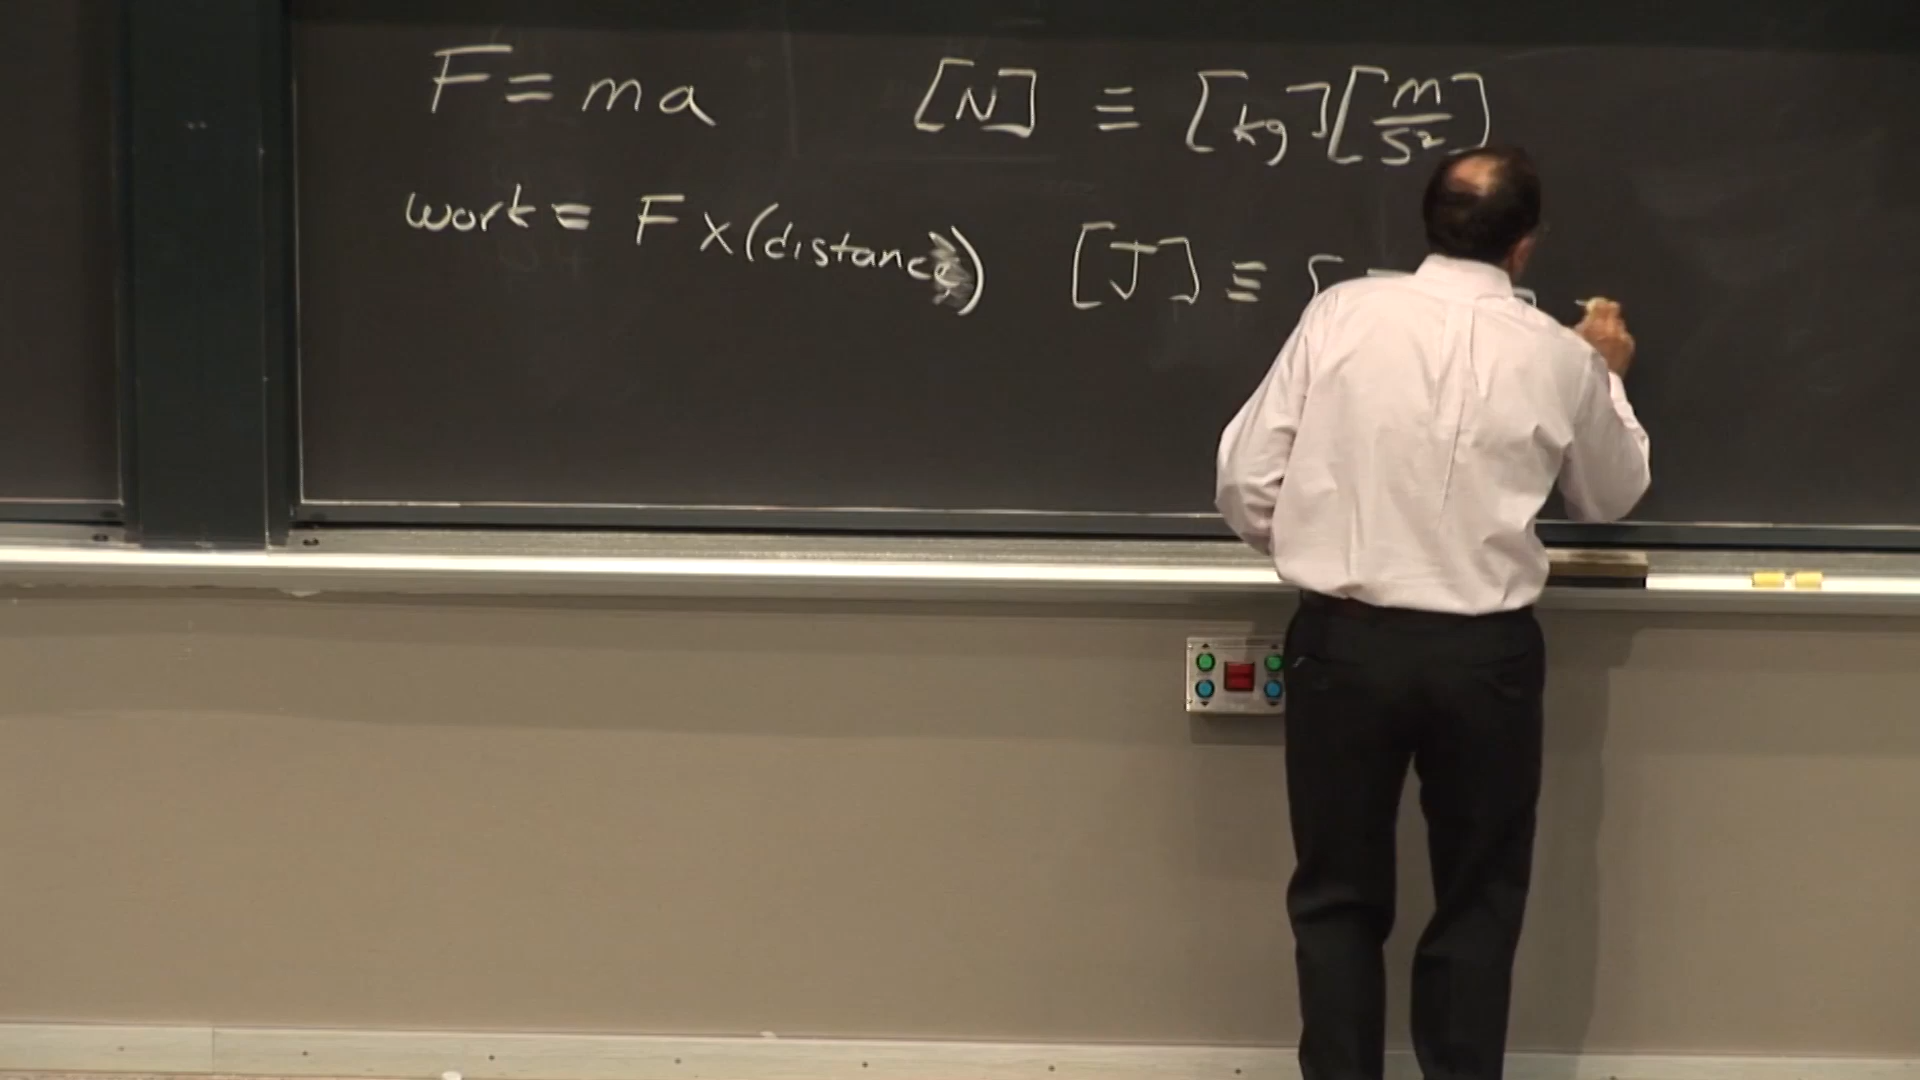 F = ma [N] ≡ [kg][m/s²]
work = F x (distance) [J] ≡ [